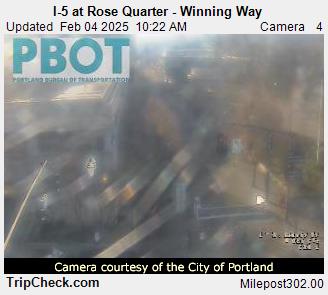 I-5 at Rose Quarter - Winning Way
Updated Feb 04 2025 10:22 AM Camera 4
PBOT
PORTLAND BUREAU OF TRANSPORTATION
Camera courtesy of the City of Portland
TripCheck.com Milepost302.00